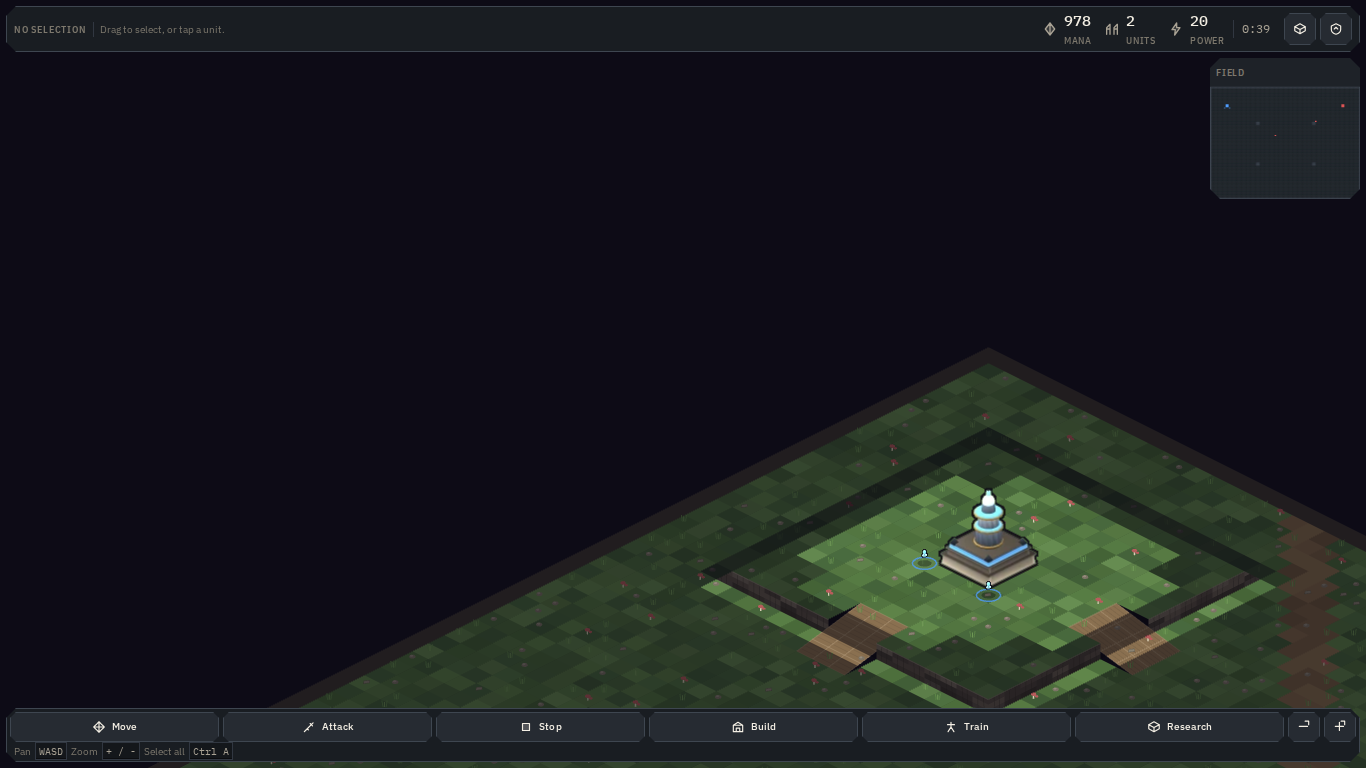 NO SELECTION Drag to select, or tap a unit.
978 MANA 2 UNITS 20 POWER 0:39
FIELD
Move Attack Stop Build Train Research
Pan WASD Zoom + / - Select all Ctrl A